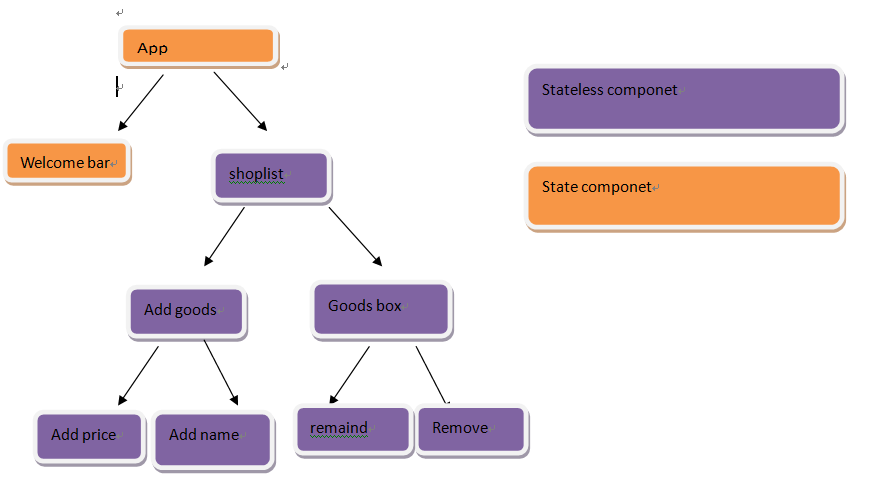 App
Stateless componet
Welcome bar
shoplist
State componet
Add goods
Goods box
Add price
Add name
remaind
Remove